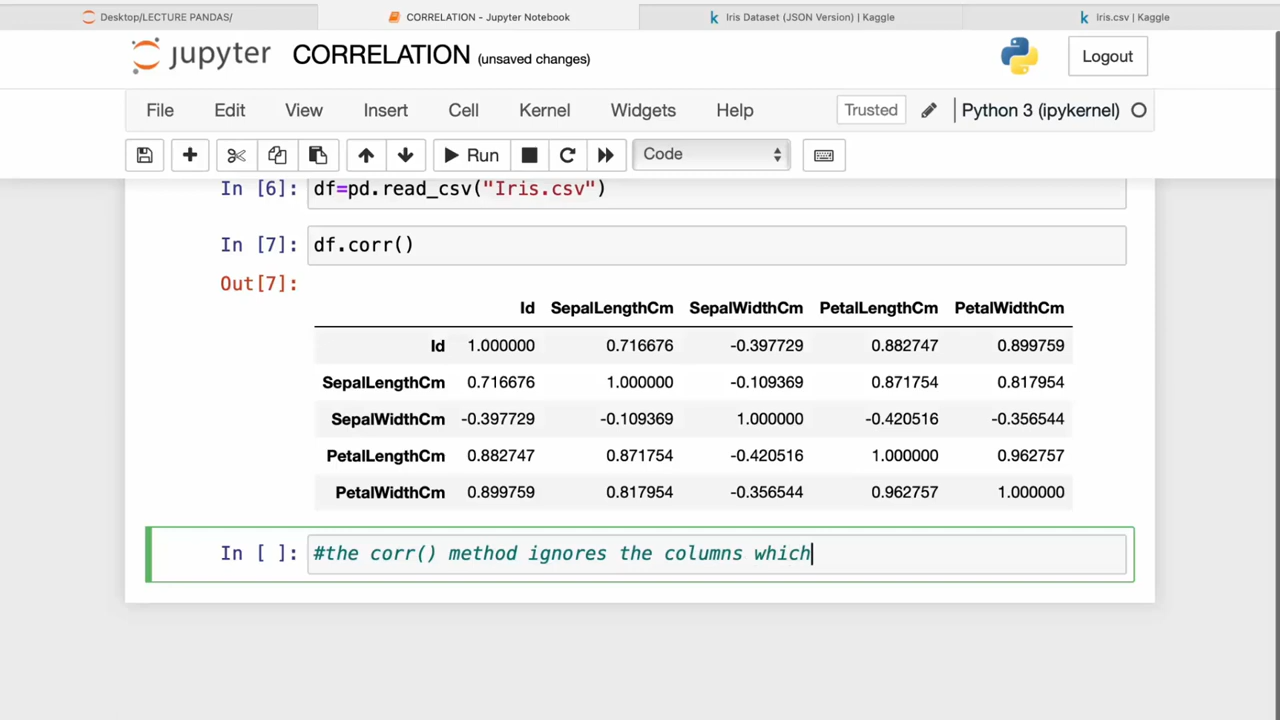 Desktop/LECTURE PANDAS/ CORRELATION - Jupyter Notebook Iris Dataset (JSON Version) | Kaggle Iris.csv | Kaggle
jupyter CORRELATION (unsaved changes) Logout
File Edit View Insert Cell Kernel Widgets Help Trusted Python 3 (ipykernel)
Run Code
In [6]: df=pd.read_csv("Iris.csv")
In [7]: df.corr()
Out[7]:
Id SepalLengthCm SepalWidthCm PetalLengthCm PetalWidthCm
Id 1.000000 0.716676 -0.397729 0.882747 0.899759
SepalLengthCm 0.716676 1.000000 -0.109369 0.871754 0.817954
SepalWidthCm -0.397729 -0.109369 1.000000 -0.420516 -0.356544
PetalLengthCm 0.882747 0.871754 -0.420516 1.000000 0.962757
PetalWidthCm 0.899759 0.817954 -0.356544 0.962757 1.000000
In [ ]: #the corr() method ignores the columns which